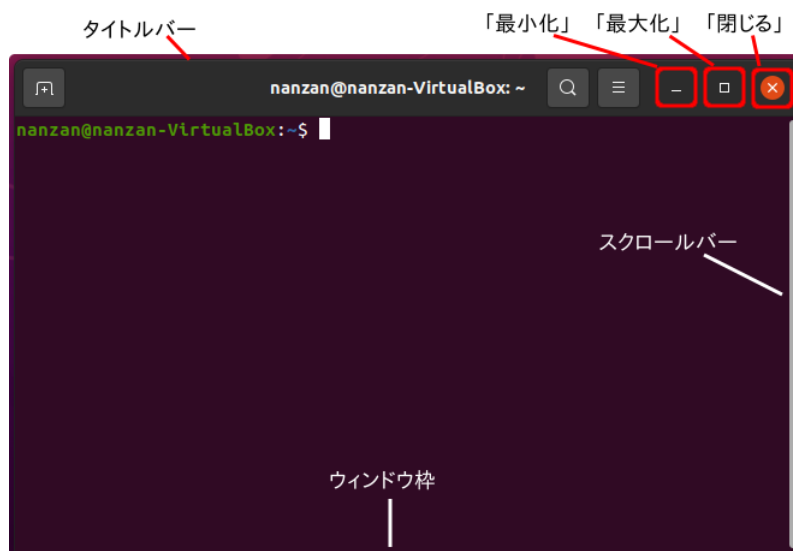 タイトルバー
「最小化」 「最大化」 「閉じる」
nanzan@nanzan-VirtualBox: ~
nanzan@nanzan-VirtualBox:~$
スクロールバー
ウィンドウ枠